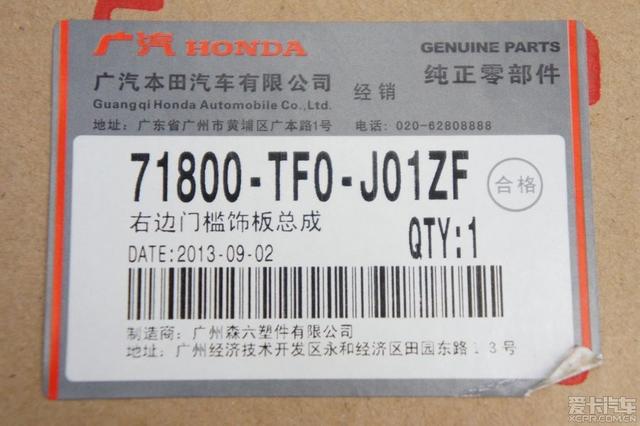 广汽 HONDA
GENUINE PARTS
纯正零部件
广汽本田汽车有限公司 经销
Guangqi Honda Automobile Co.,Ltd.
地址: 广东省广州市黄埔区广本路1号 电话: 020-62808888
71800-TF0-J01ZF
合格
右边门槛饰板总成
QTY:1
DATE:2013-09-02
制造商: 广州森六塑件有限公司
地址: 广州经济技术开发区永和经济区田园东路13号
爱卡汽车
XCAR.COM.CN